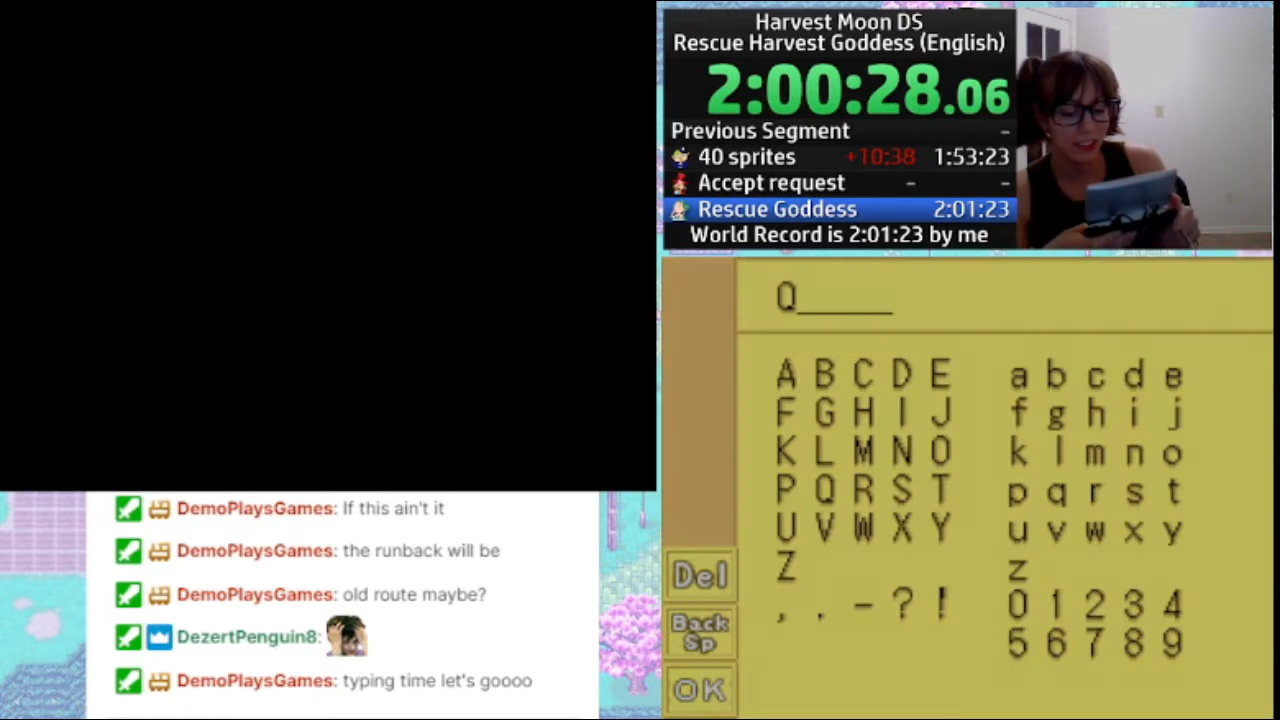 Harvest Moon DS
Rescue Harvest Goddess (English)
2:00:28.06
Previous Segment -
40 sprites +10:38 1:53:23
Accept request - -
Rescue Goddess 2:01:23
World Record is 2:01:23 by me
Q_____
A B C D E a b c d e
F G H I J f g h i j
K L M N O k l m n o
P Q R S T p q r s t
U V W X Y u v w x y
Z z
, . - ? ! 0 1 2 3 4
5 6 7 8 9
Del
Back
Sp
OK
DemoPlaysGames: If this ain't it
DemoPlaysGames: the runback will be
DemoPlaysGames: old route maybe?
DezertPenguin8:
DemoPlaysGames: typing time let's goooo